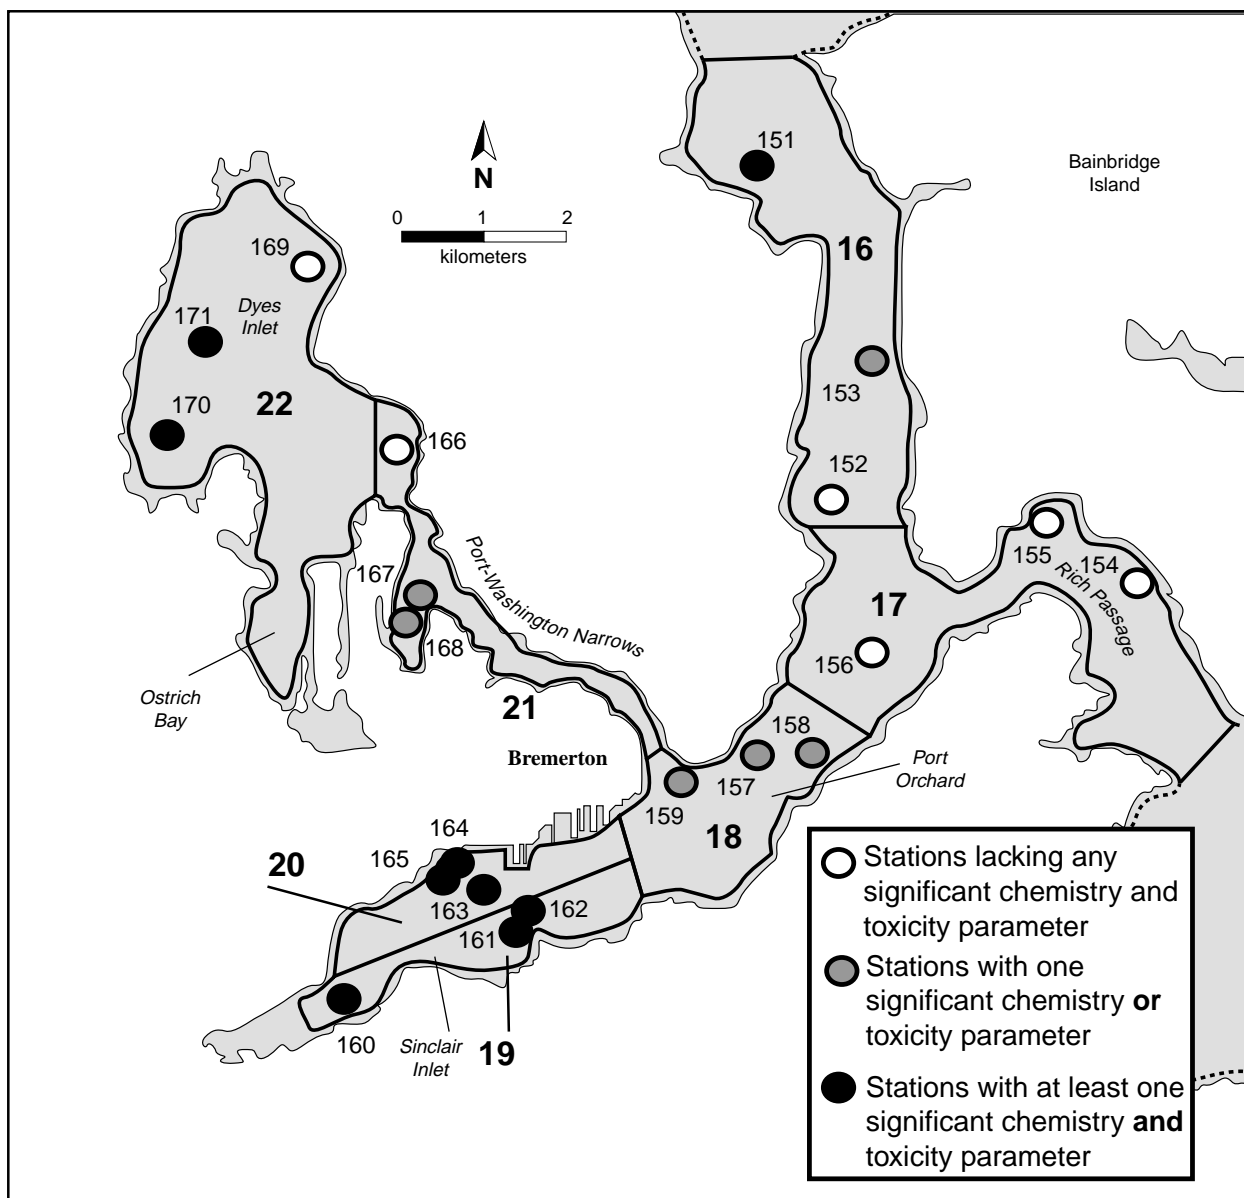 151
Bainbridge
Island
N
0
1
2
kilometers
16
169
Dyes
Inlet
171
153
170
22
166
152
155
154
Rich Passage
Port-Washington Narrows
167
168
17
156
Ostrich
Bay
21
158
Bremerton
157
Port
Orchard
159
18
164
165
20
163
162
161
160
Sinclair
Inlet
19
Stations lacking any
significant chemistry and
toxicity parameter
Stations with one
significant chemistry or
toxicity parameter
Stations with at least one
significant chemistry and
toxicity parameter